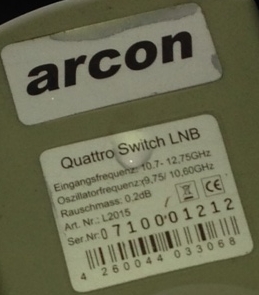 arcon
Quattro Switch LNB
Eingangsfrequenz: 10,7- 12,75GHz
Oszillatorfrequenz:(9,75/ 10,60GHz
Rauschmass: 0,2dB
Art. Nr.: L2015
CE
Ser.Nr: 0710001212
4 260044 033068